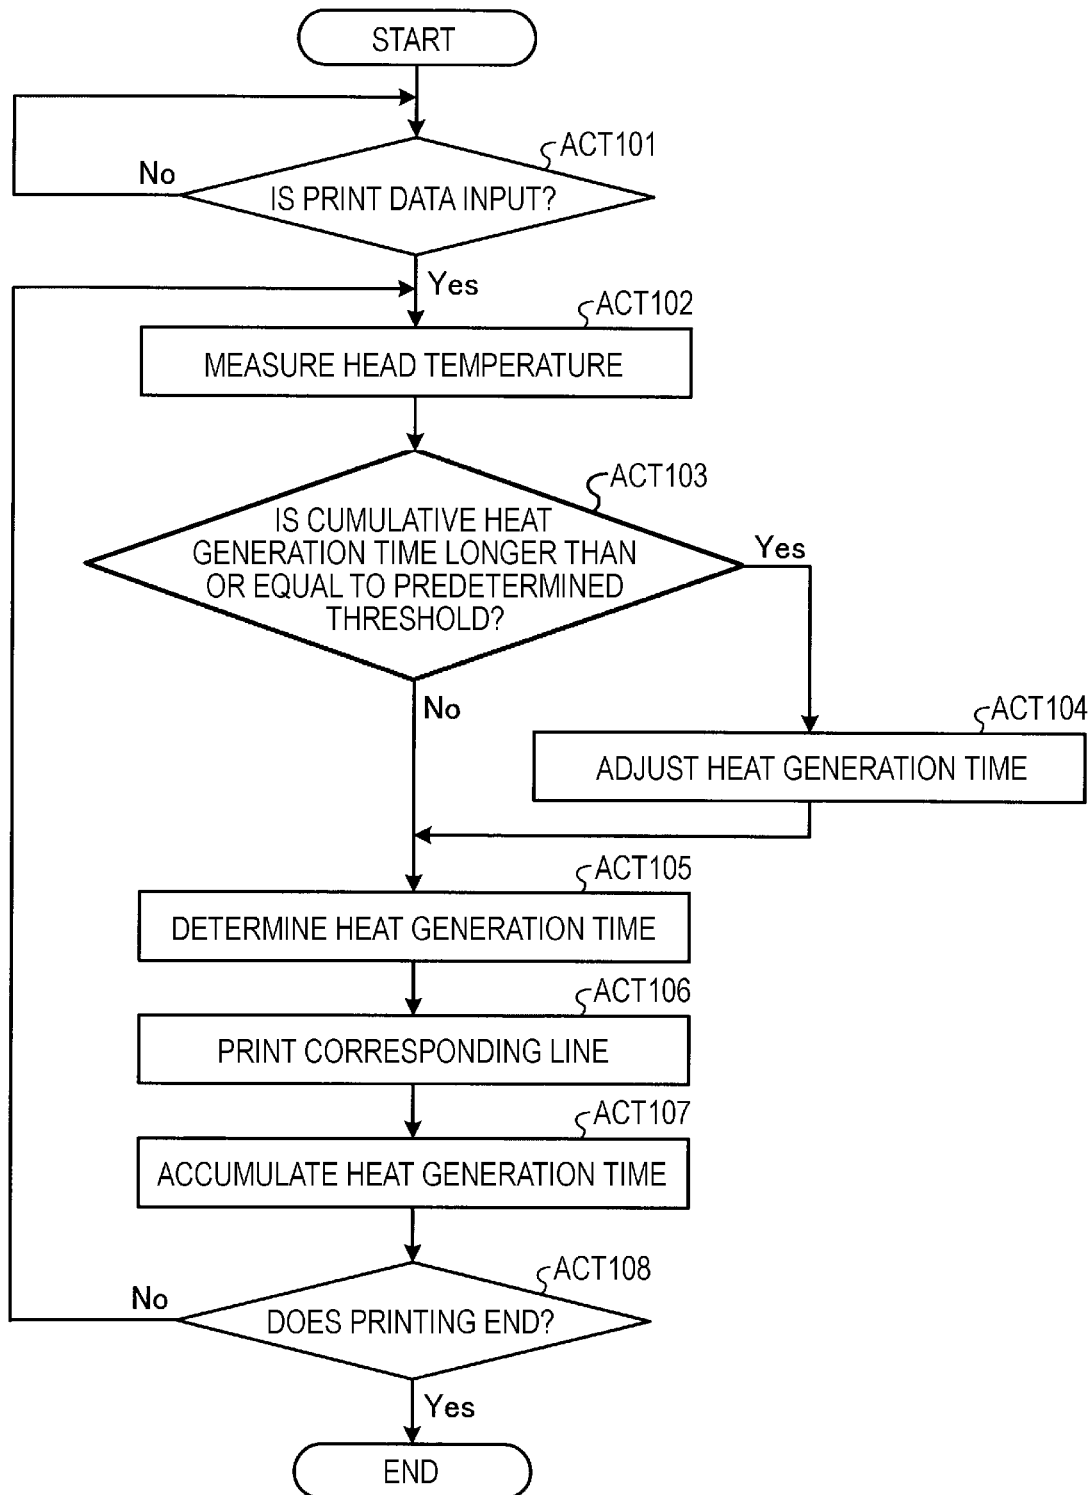 START
ACT101
No
IS PRINT DATA INPUT?
Yes
ACT102
MEASURE HEAD TEMPERATURE
ACT103
IS CUMULATIVE HEAT
GENERATION TIME LONGER THAN
OR EQUAL TO PREDETERMINED
THRESHOLD?
Yes
No
ACT104
ADJUST HEAT GENERATION TIME
ACT105
DETERMINE HEAT GENERATION TIME
ACT106
PRINT CORRESPONDING LINE
ACT107
ACCUMULATE HEAT GENERATION TIME
ACT108
No
DOES PRINTING END?
Yes
END